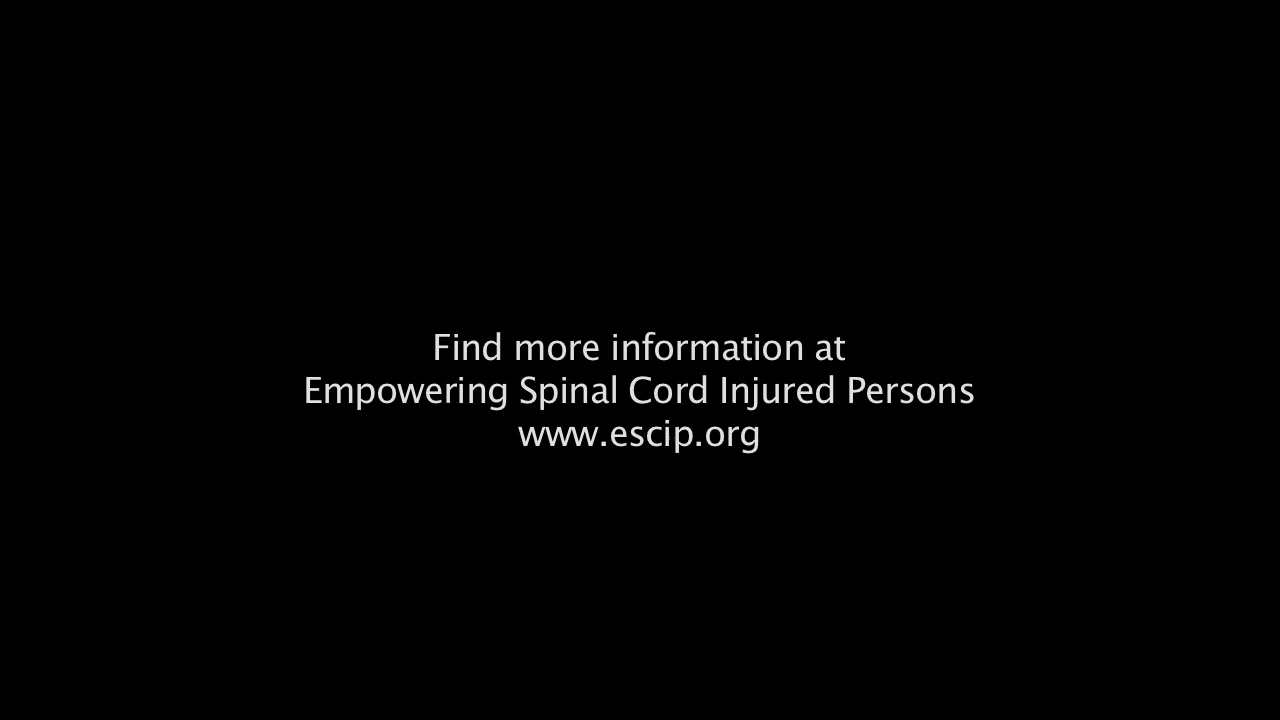 Find more information at
Empowering Spinal Cord Injured Persons
www.escip.org